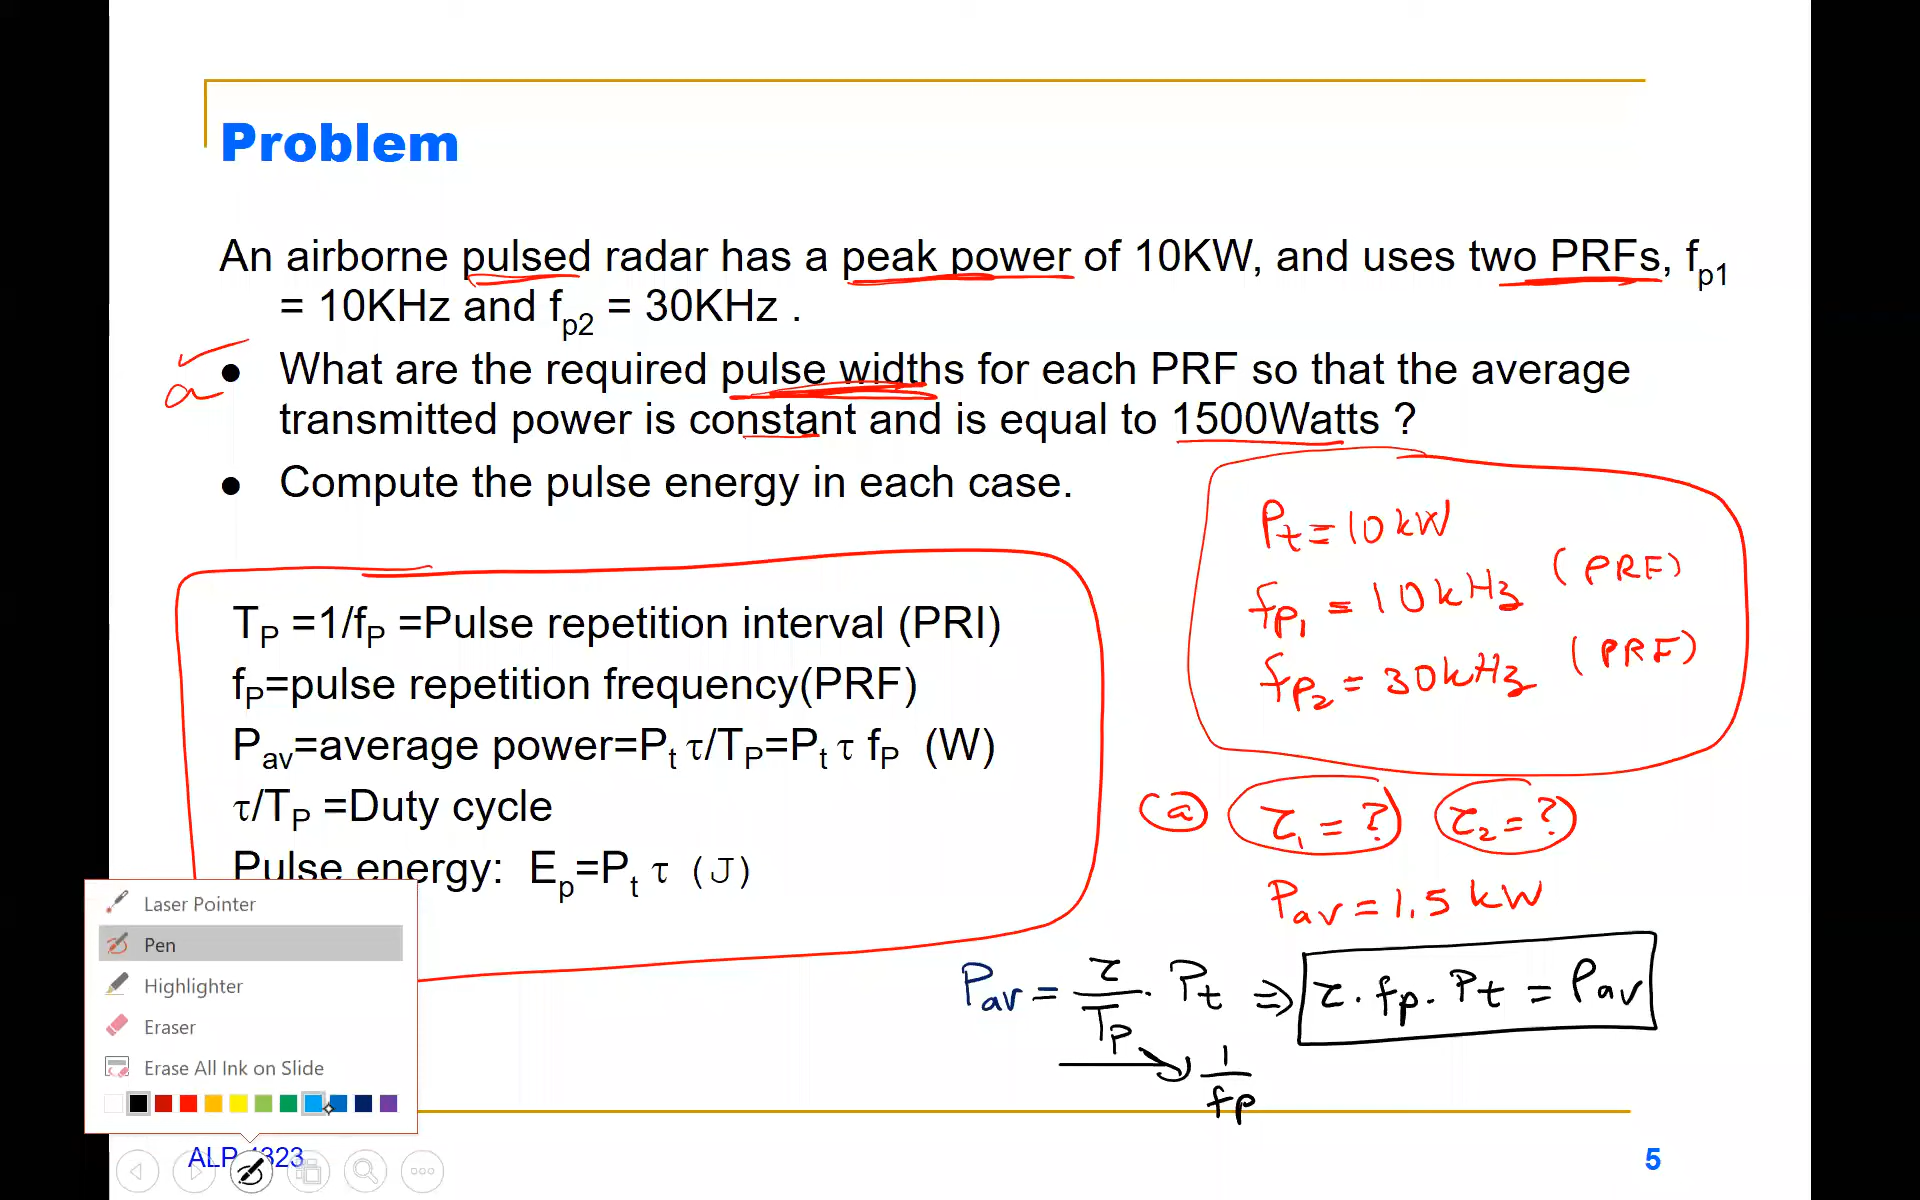 Problem
An airborne pulsed radar has a peak power of 10KW, and uses two PRFs, fp1
= 10KHz and fp2 = 30KHz .
a
● What are the required pulse widths for each PRF so that the average
transmitted power is constant and is equal to 1500Watts ?
● Compute the pulse energy in each case.
Pt = 10 kW
fp1 = 10 kHz (PRF)
fp2 = 30 kHz (PRF)
TP =1/fP =Pulse repetition interval (PRI)
fP=pulse repetition frequency(PRF)
Pav=average power=Pt τ/TP=Pt τ fP (W)
τ/TP =Duty cycle
Pulse energy: Ep=Pt τ (J)
(a) τ1 = ? τ2 = ?
Pav = 1.5 kW
Pav = τ/Tp · Pt ⇒ τ · fp · Pt = Pav
1/fp
Laser Pointer
Pen
Highlighter
Eraser
Erase All Ink on Slide
5